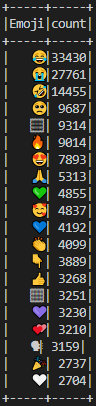 +-----+-----+
|Emoji|count|
+-----+-----+
| 😂|33430|
| 😭|27761|
| 🤣|14455|
| 🥺| 9687|
| | 9314|
| 🔥| 9014|
| 😍| 7893|
| 🙏| 5313|
| 💚| 4855|
| 🥰| 4837|
| 💙| 4192|
| 👏| 4099|
| 👇| 3889|
| 👍| 3268|
| | 3251|
| 💜| 3230|
| 💕| 3210|
| 🗣 3159|
| 🎉| 2737|
| 🤍| 2704|
+-----+-----+